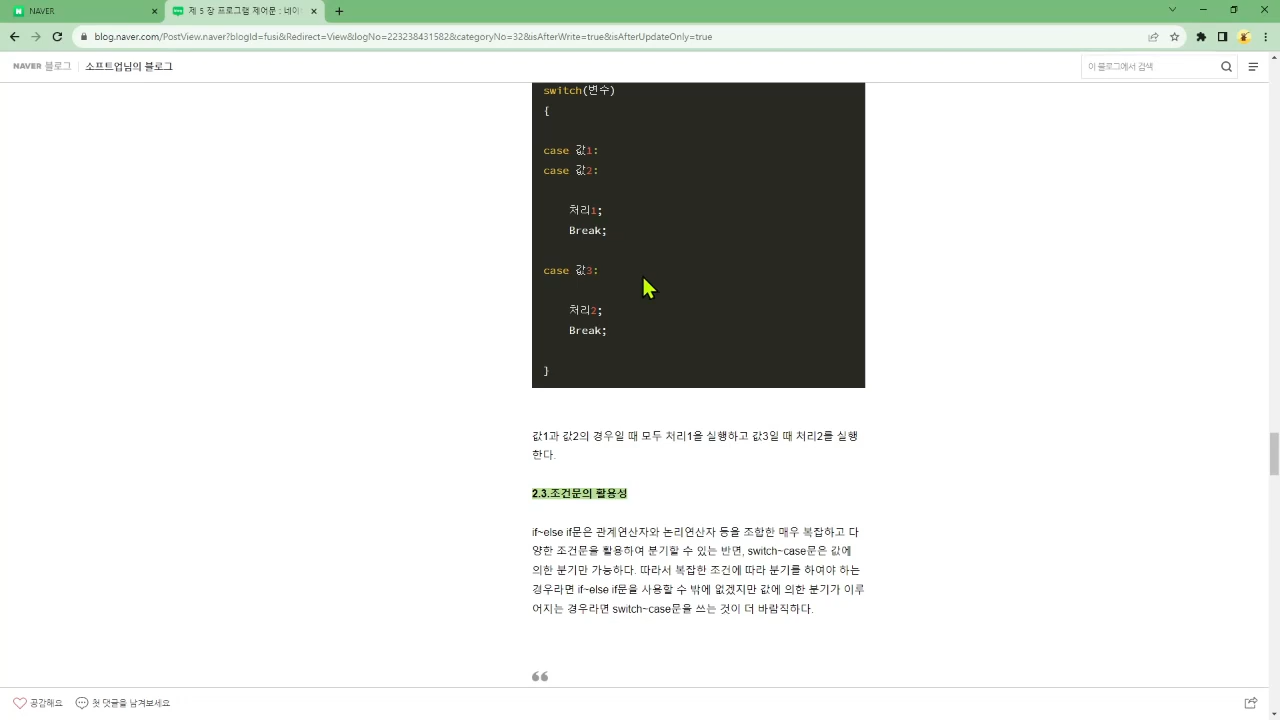 NAVER
제 5 장 프로그램 제어문 : 네이
blog.naver.com/PostView.naver?blogId=fusi&Redirect=View&logNo=223238431582&categoryNo=32&isAfterWrite=true&isAfterUpdateOnly=true
NAVER 블로그
소프트업님의 블로그
이 블로그에서 검색
switch(변수)
{
case 값1:
case 값2:
처리1;
Break;
case 값3:
처리2;
Break;
}
값1과 값2의 경우일 때 모두 처리1을 실행하고 값3일 때 처리2를 실행
한다.
2.3.조건문의 활용성
if~else if문은 관계연산자와 논리연산자 등을 조합한 매우 복잡하고 다
양한 조건문을 활용하여 분기할 수 있는 반면, switch~case문은 값에
의한 분기만 가능하다. 따라서 복잡한 조건에 따라 분기를 하여야 하는
경우라면 if~else if문을 사용할 수 밖에 없겠지만 값에 의한 분기가 이루
어지는 경우라면 switch~case문을 쓰는 것이 더 바람직하다.
공감해요
첫 댓글을 남겨보세요